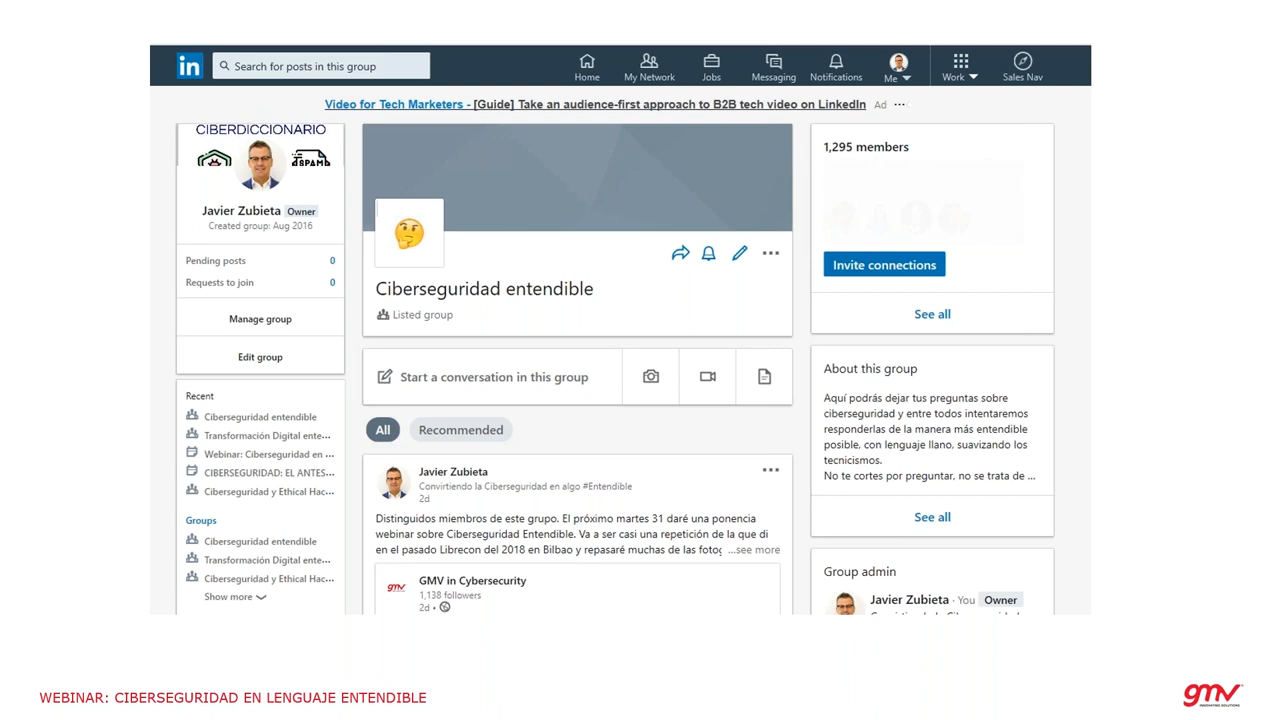 in
Search for posts in this group
Home
My Network
Jobs
Messaging
Notifications
Me
Work
Sales Nav
Video for Tech Marketers - [Guide] Take an audience-first approach to B2B tech video on LinkedIn
Ad ...
CIBERDICCIONARIO
SPAM
Javier Zubieta Owner
Created group: Aug 2016
Pending posts 0
Requests to join 0
Manage group
Edit group
Recent
Ciberseguridad entendible
Transformación Digital ente...
Webinar: Ciberseguridad en ...
CIBERSEGURIDAD: EL ANTES...
Ciberseguridad y Ethical Hac...
Groups
Ciberseguridad entendible
Transformación Digital ente...
Ciberseguridad y Ethical Hac...
Show more
Ciberseguridad entendible
Listed group
Start a conversation in this group
All
Recommended
Javier Zubieta
Convirtiendo la Ciberseguridad en algo #Entendible
2d
Distinguidos miembros de este grupo. El próximo martes 31 daré una ponencia
webinar sobre Ciberseguridad Entendible. Va a ser casi una repetición de la que di
en el pasado Librecon del 2018 en Bilbao y repasaré muchas de las ...see more
gmv
GMV in Cybersecurity
1,138 followers
2d •
1,295 members
Invite connections
See all
About this group
Aquí podrás dejar tus preguntas sobre
ciberseguridad y entre todos intentaremos
responderlas de la manera más entendible
posible, con lenguaje llano, suavizando los
tecnicismos.
No te cortes por preguntar, no se trata de ...
See all
Group admin
Javier Zubieta · You Owner
WEBINAR: CIBERSEGURIDAD EN LENGUAJE ENTENDIBLE
gmv
INNOVATING SOLUTIONS